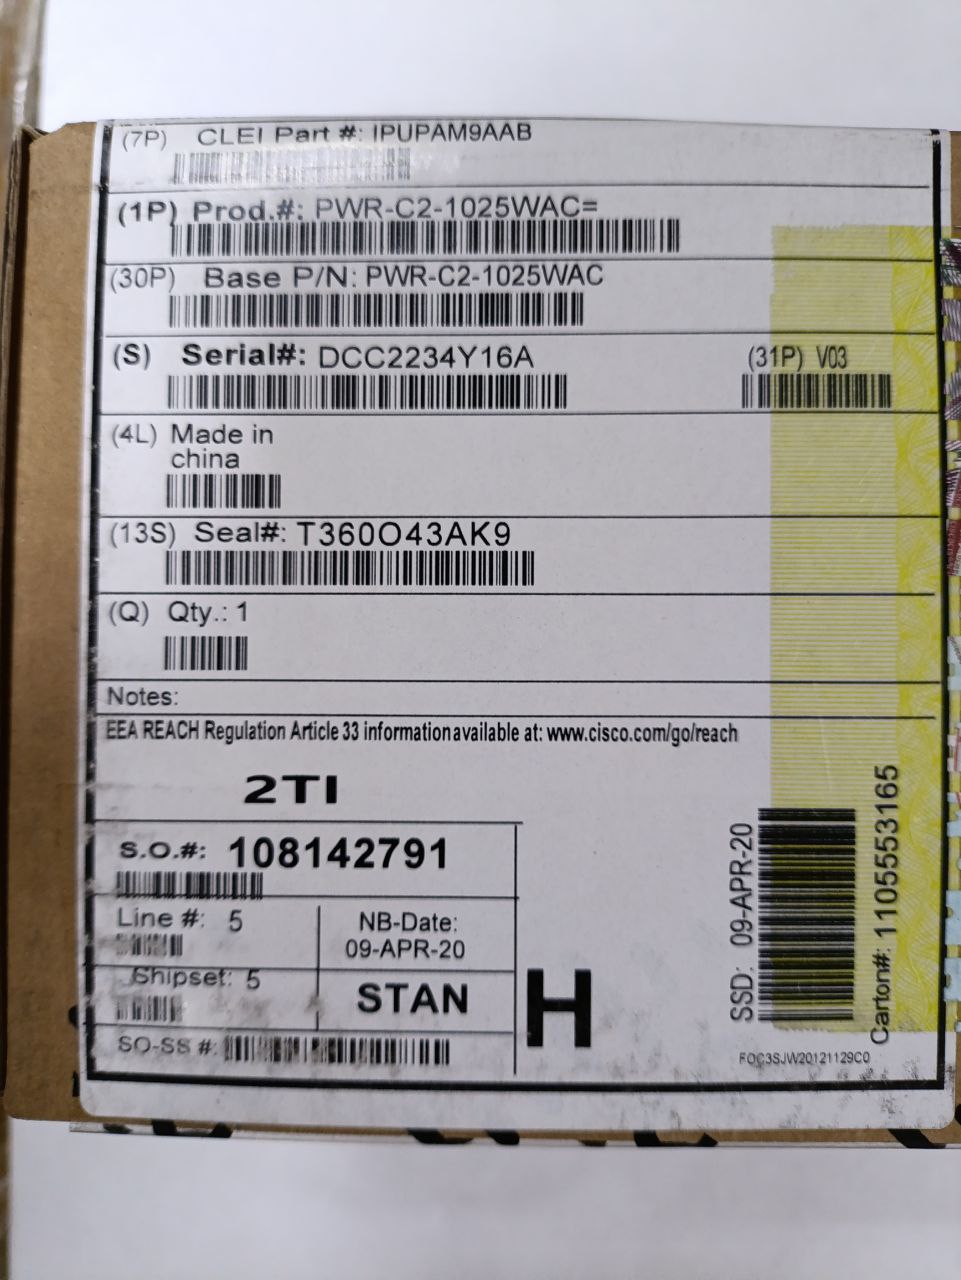 (7P) CLEI Part #: IPUPAM9AAB
(1P) Prod.#: PWR-C2-1025WAC=
(30P) Base P/N: PWR-C2-1025WAC
(S) Serial#: DCC2234Y16A (31P) V03
(4L) Made in
china
(13S) Seal#: T360O43AK9
(Q) Qty.: 1
Notes:
EEA REACH Regulation Article 33 information available at: www.cisco.com/go/reach
2TI
S.O.#: 108142791
Line #: 5
NB-Date:
09-APR-20
Shipset: 5
STAN
SO-SS #:
H
SSD: 09-APR-20
Carton#: 1105553165
FOC3SJW20121129C0